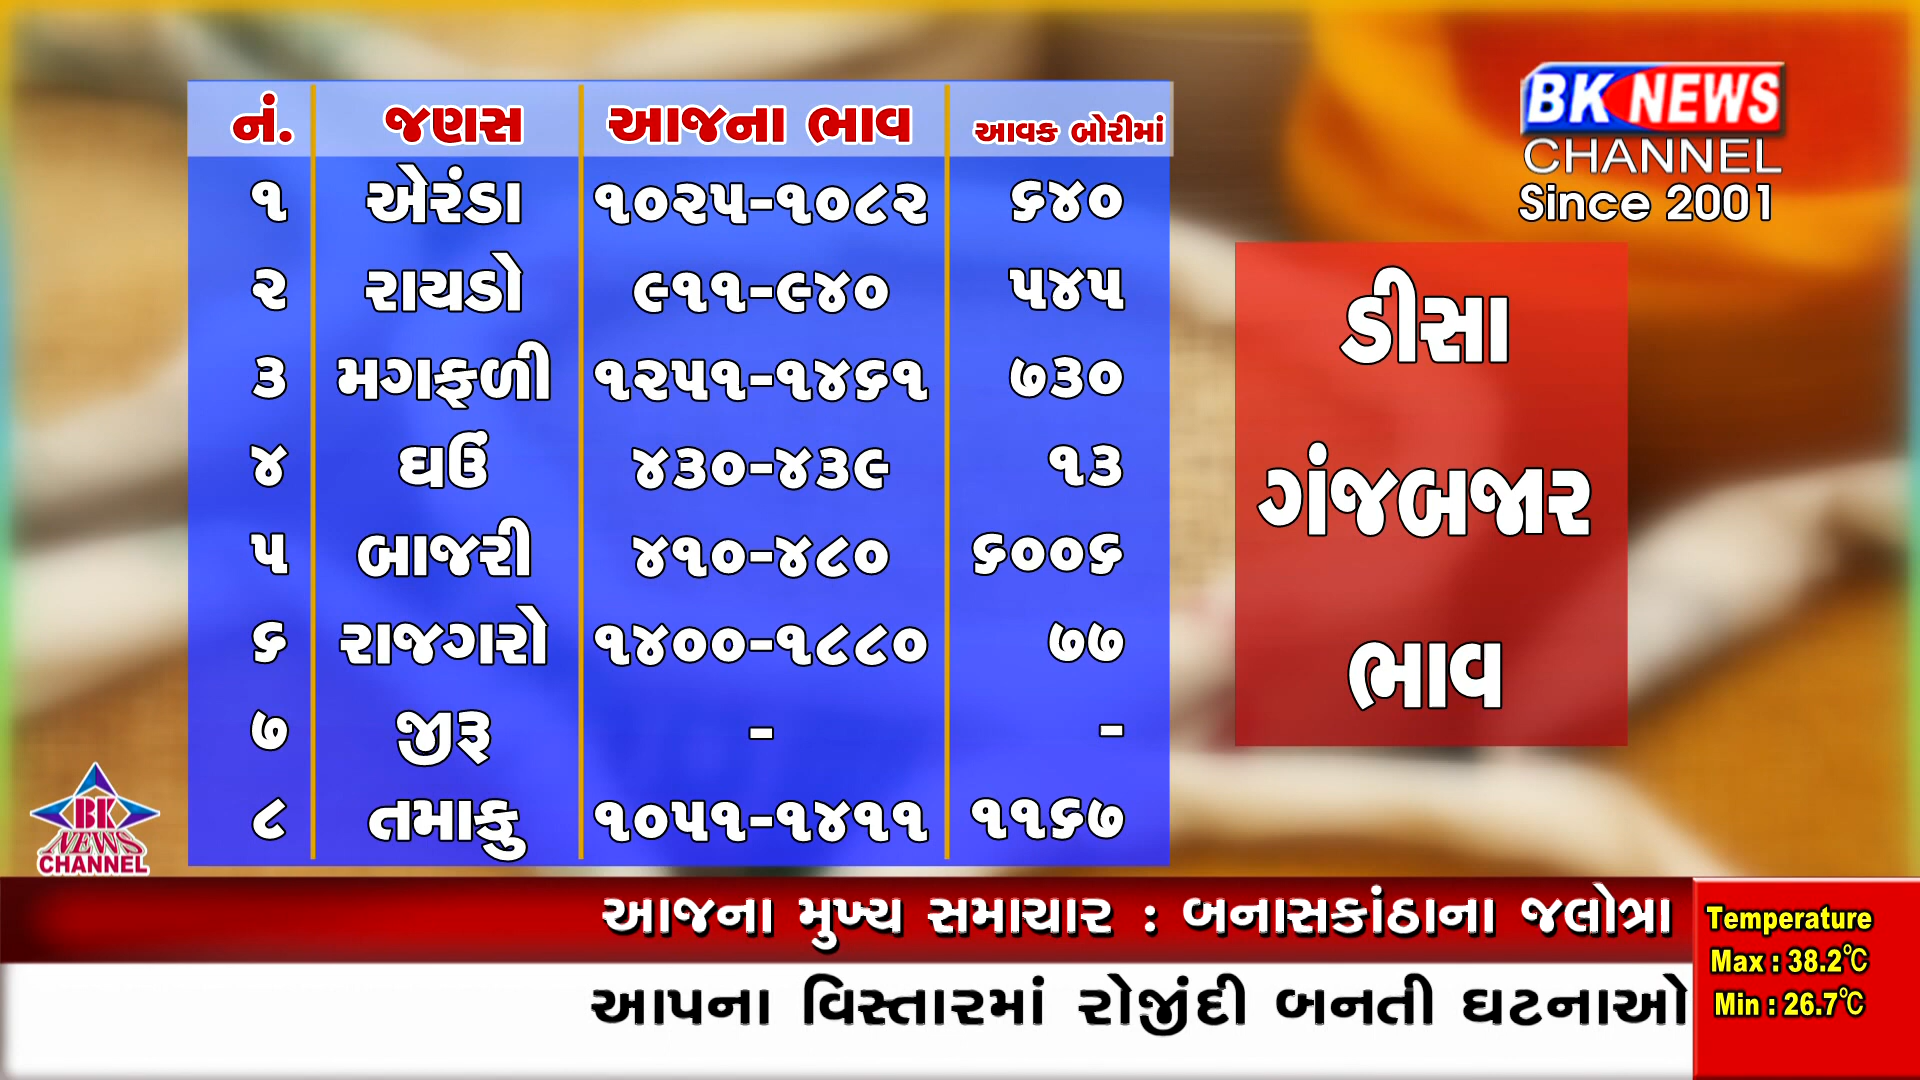 નં. જણસ આજના ભાવ આવક બોરીમાં
૧ એરંડા ૧૦૨૫-૧૦૮૨ ૬૪૦
૨ રાયડો ૯૧૧-૯૪૦ ૫૪૫
૩ મગફળી ૧૨૫૧-૧૪૬૧ ૭૩૦
૪ ઘઉં ૪૩૦-૪૩૯ ૧૩
૫ બાજરી ૪૧૦-૪૮૦ ૬૦૦૬
૬ રાજગરો ૧૪૦૦-૧૮૮૦ ૭૭
૭ જીરૂ - -
૮ તમાકુ ૧૦૫૧-૧૪૧૧ ૧૧૬૭
BK NEWS
CHANNEL
Since 2001
ડીસા
ગંજબજાર
ભાવ
BK
NEWS
CHANNEL
આજના મુખ્ય સમાચાર : બનાસકાંઠાના જલોત્રા
આપના વિસ્તારમાં રોજીંદી બનતી ઘટનાઓ
Temperature
Max : 38.2℃
Min : 26.7℃